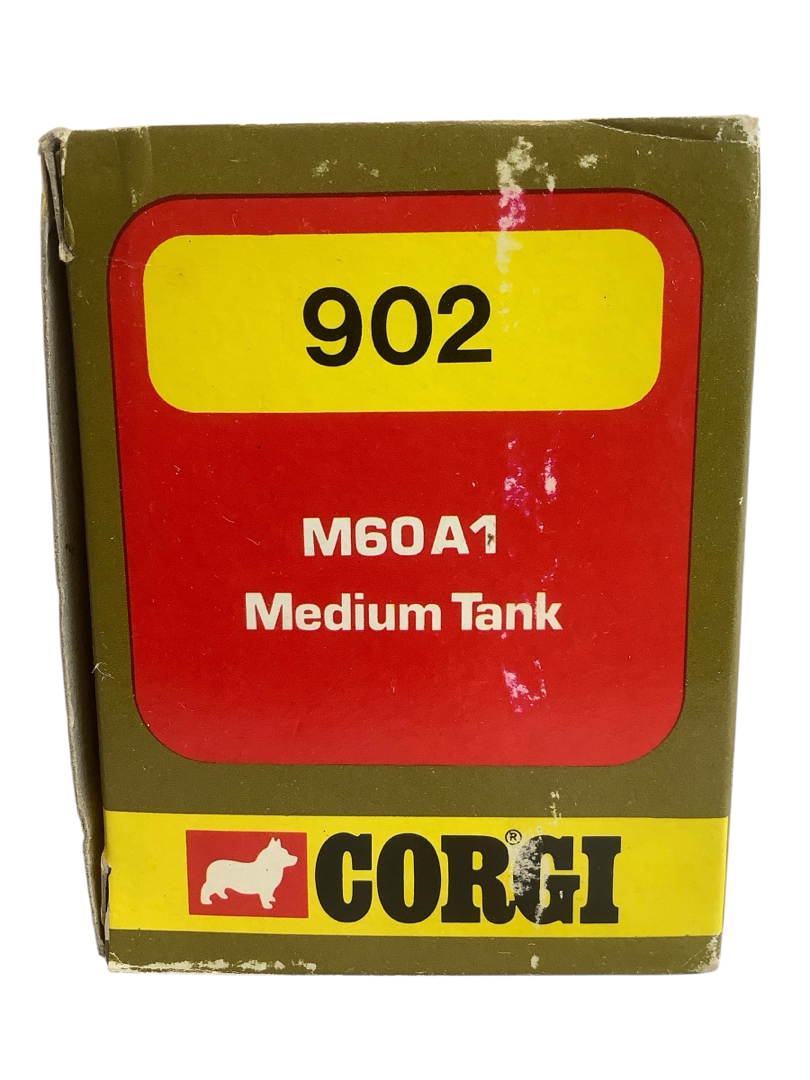 902
M60A1
Medium Tank
CORGI®